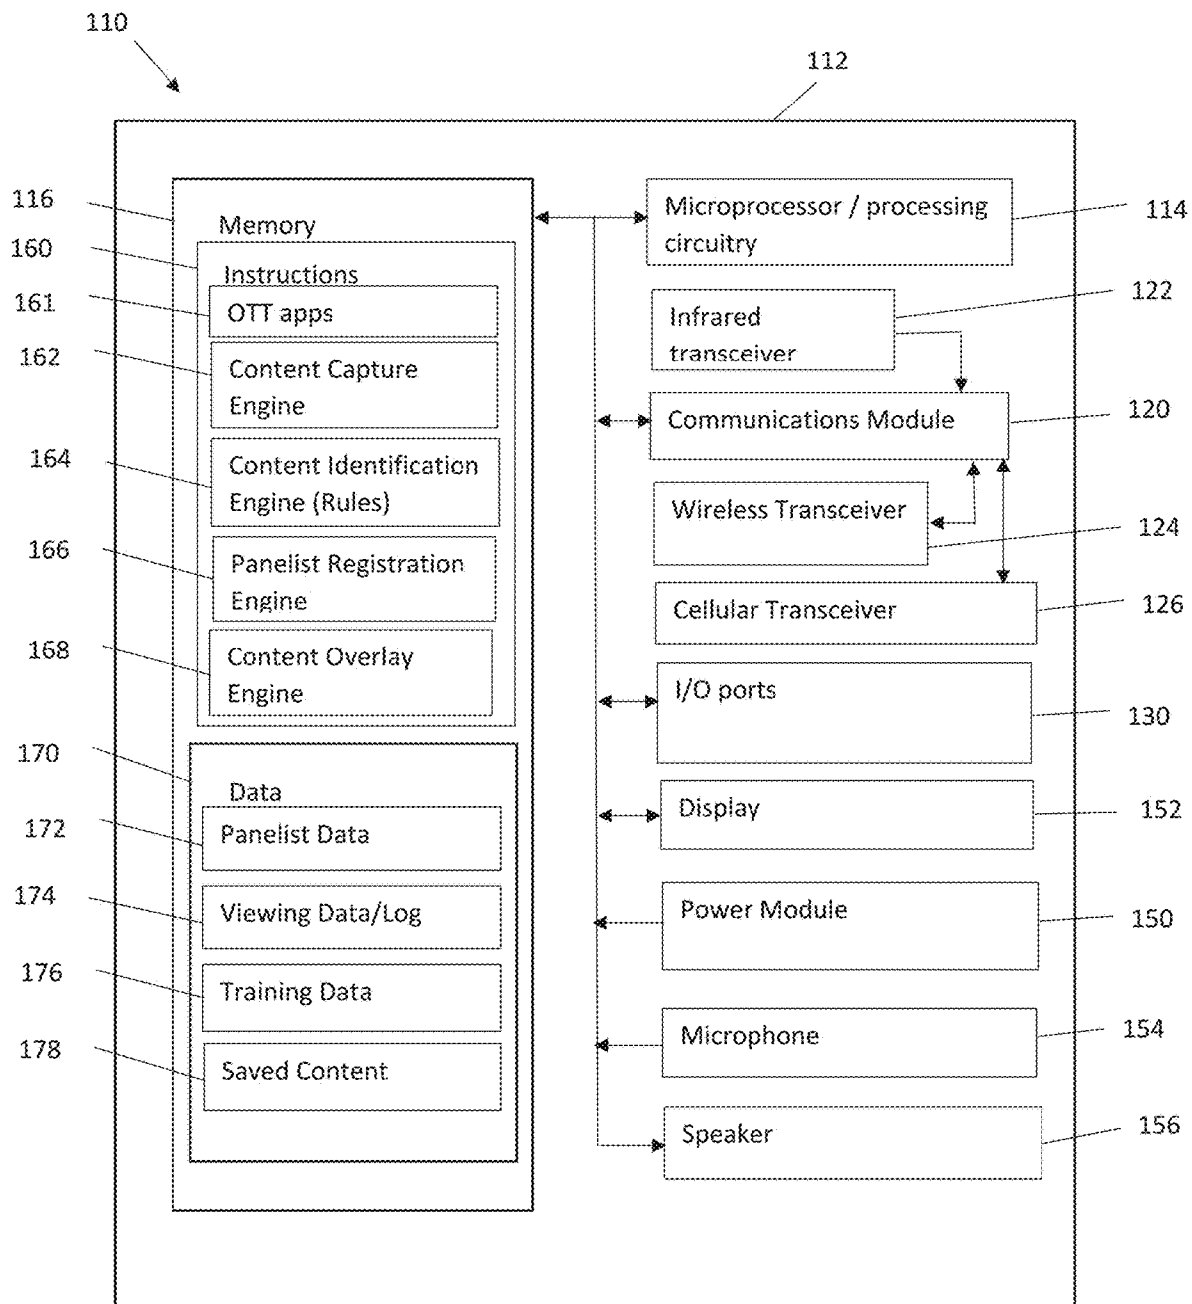 110
112
116
160
161
162
164
166
168
170
172
174
176
178
Memory
Instructions
OTT apps
Content Capture
Engine
Content Identification
Engine (Rules)
Panelist Registration
Engine
Content Overlay
Engine
Data
Panelist Data
Viewing Data/Log
Training Data
Saved Content
Microprocessor / processing
circuitry
Infrared
transceiver
Communications Module
Wireless Transceiver
Cellular Transceiver
I/O ports
Display
Power Module
Microphone
Speaker
114
122
120
124
126
130
152
150
154
156